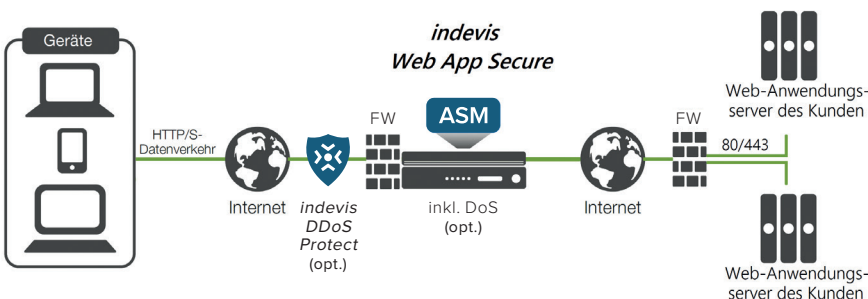 indevis
Web App Secure
Geräte
HTTP/S-
Datenverkehr
Internet
indevis
DDoS
Protect
(opt.)
FW
ASM
inkl. DoS
(opt.)
Internet
FW
80/443
Web-Anwendungs-
server des Kunden
Web-Anwendungs-
server des Kunden